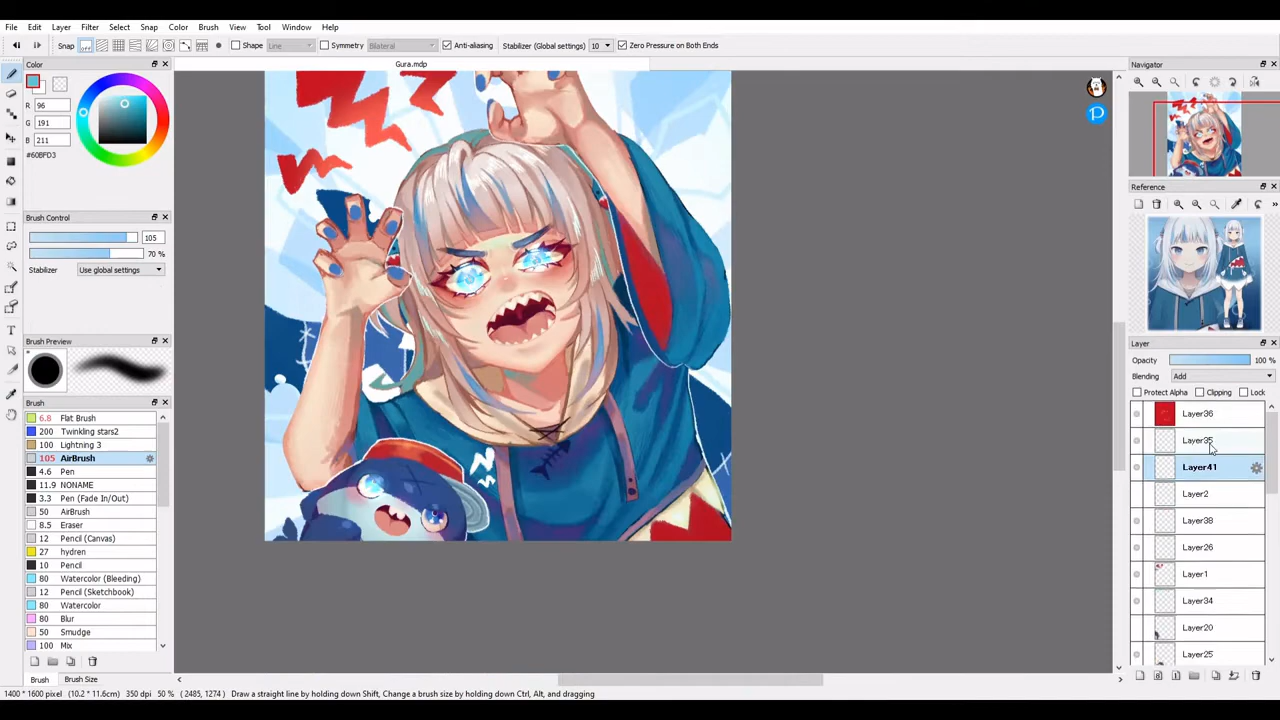 File Edit Layer Filter Select Snap Color Brush View Tool Window Help
Snap Shape Line Symmetry Bilateral Anti-aliasing Stabilizer (Global settings) 10 Zero Pressure on Both Ends
Color
Gura.mdp
Navigator
R 96
G 191
B 211
#60BFD3
Reference
Brush Control
105
70 %
Stabilizer Use global settings
Brush Preview
Layer
Opacity 100 %
Blending Add
Protect Alpha Clipping Lock
Brush
6.8 Flat Brush
200 Twinkling stars2
100 Lightning 3
105 AirBrush
4.6 Pen
11.9 NONAME
3.3 Pen (Fade In/Out)
50 AirBrush
8.5 Eraser
12 Pen (Canvas)
27 hydren
10 Pencil
80 Watercolor (Bleeding)
12 Pen (Sketchbook)
80 Watercolor
80 Blur
50 Smudge
100 Mix
Layer36
Layer35
Layer41
Layer2
Layer38
Layer26
Layer1
Layer34
Layer20
Layer25
Brush Brush Size
1400 * 1600 pixel (10.2 * 11.6cm) 350 dpi 50 % (2485, 1274) Draw a straight line by holding down Shift, Change a brush size by holding down Ctrl, Alt, and dragging